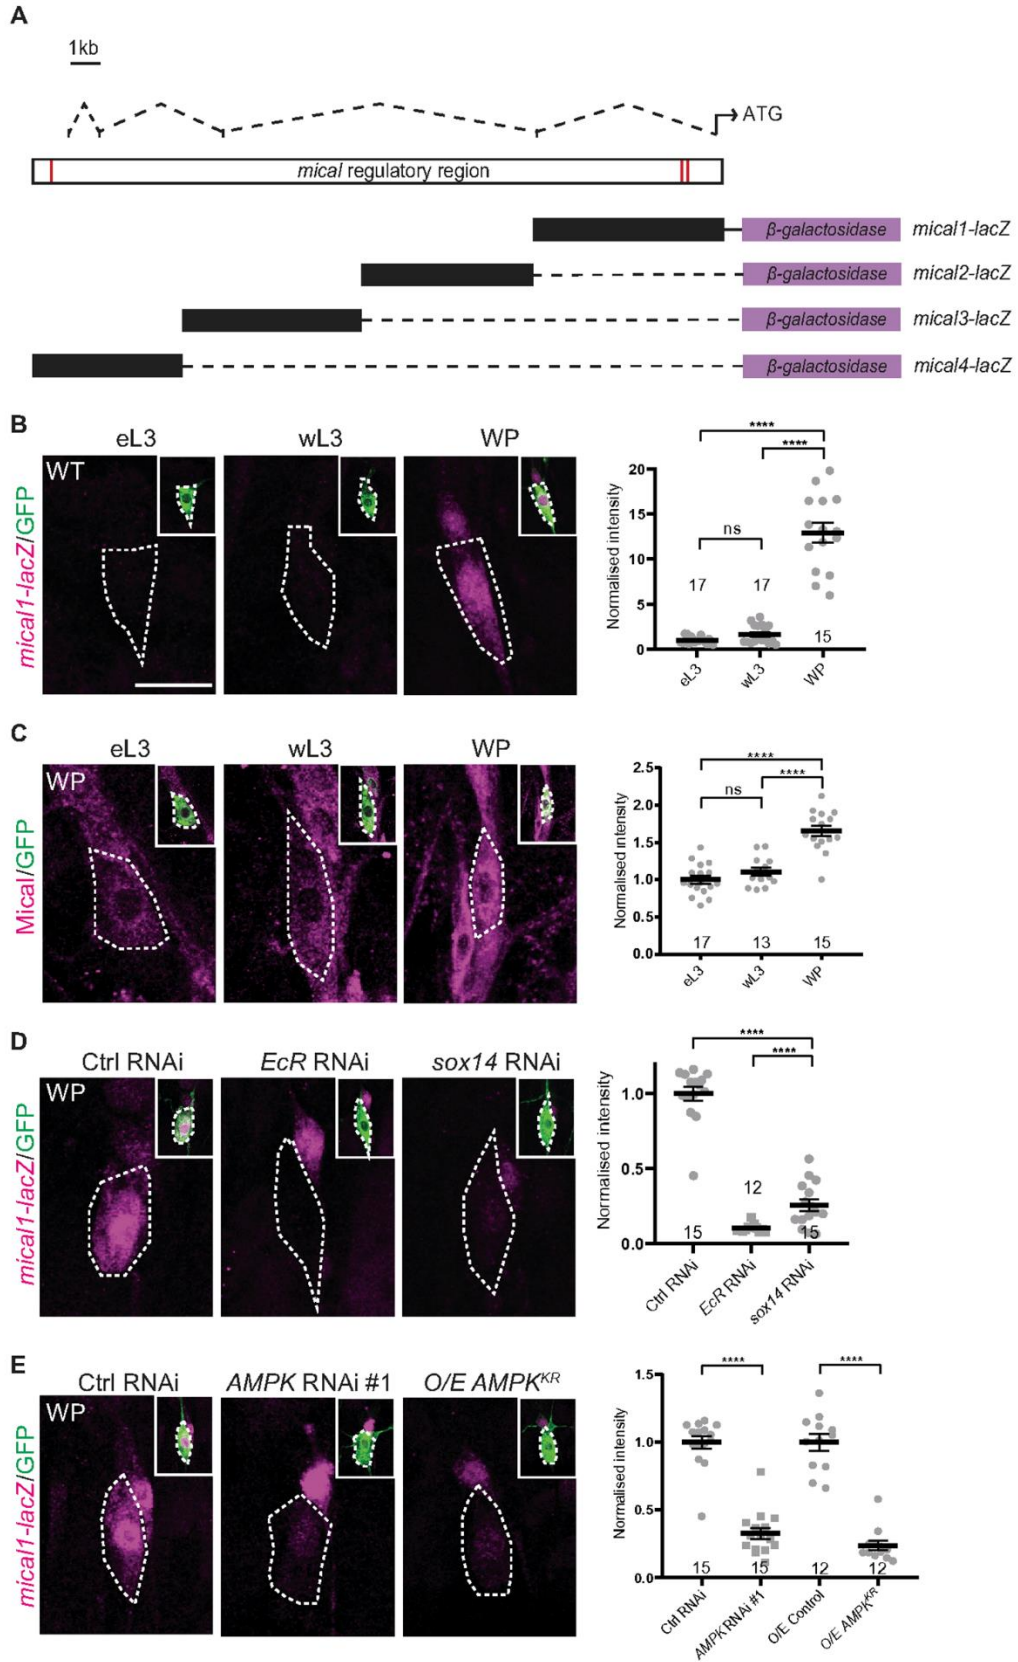 A
1kb
ATG
mical regulatory region
β-galactosidase mical1-lacZ
β-galactosidase mical2-lacZ
β-galactosidase mical3-lacZ
β-galactosidase mical4-lacZ
B
eL3 wL3 WP
WT
mical1-lacZ/GFP
Normalised intensity
20
15
10
5
0
****
****
ns
17 17 15
eL3 wL3 WP
C
eL3 wL3 WP
WP
Mical/GFP
Normalised intensity
2.5
2.0
1.5
1.0
0.5
0.0
****
****
ns
17 13 15
eL3 wL3 WP
D
Ctrl RNAi EcR RNAi sox14 RNAi
WP
mical1-lacZ/GFP
Normalised intensity
1.0
0.5
0.0
****
****
15 12 15
Ctrl RNAi EcR RNAi sox14 RNAi
E
Ctrl RNAi AMPK RNAi #1 O/E AMPKᴷᴿ
WP
mical1-lacZ/GFP
Normalised intensity
1.5
1.0
0.5
0.0
**** ****
15 15 12 12
Ctrl RNAi AMPK RNAi #1 O/E Control O/E AMPKᴷᴿ